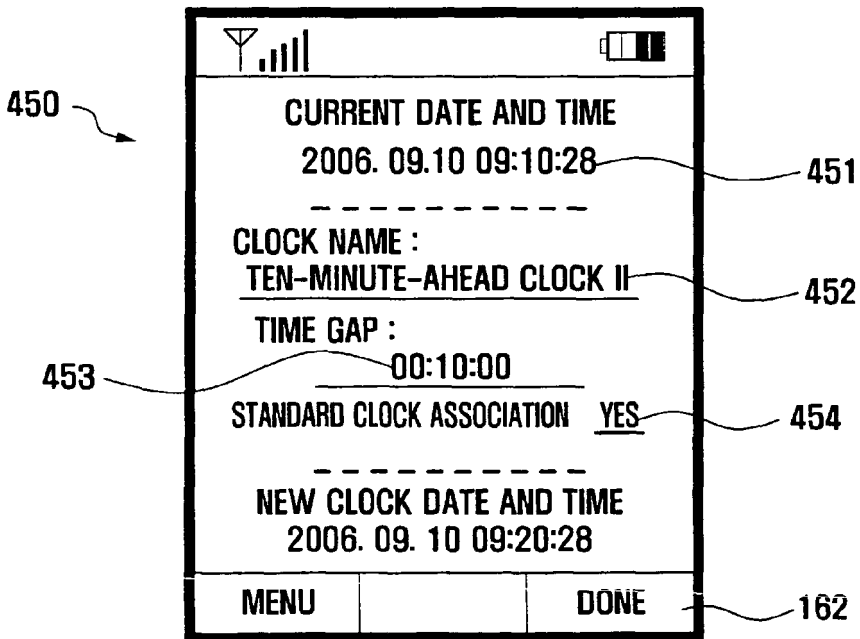 450
CURRENT DATE AND TIME
2006. 09.10 09:10:28
451
CLOCK NAME :
TEN-MINUTE-AHEAD CLOCK II
452
TIME GAP :
453
00:10:00
STANDARD CLOCK ASSOCIATION YES
454
NEW CLOCK DATE AND TIME
2006. 09. 10 09:20:28
MENU DONE
162